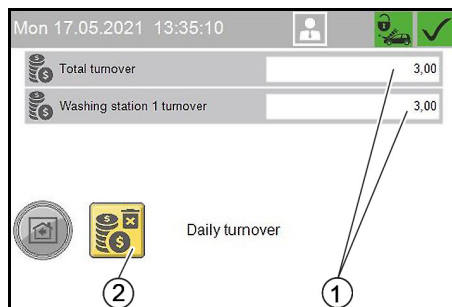 Mon 17.05.2021 13:35:10
Total turnover 3,00
Washing station 1 turnover 3,00
Daily turnover
2 1